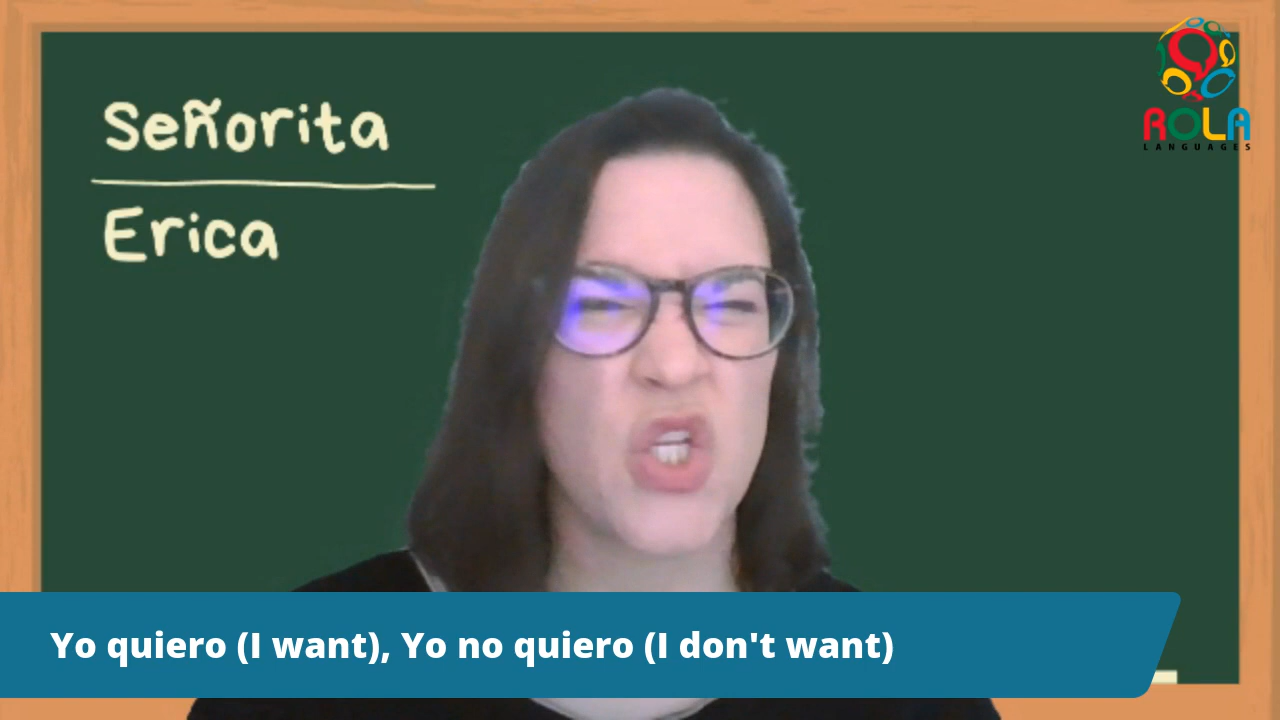 Señorita
Erica
ROLA
LANGUAGES
Yo quiero (I want), Yo no quiero (I don't want)